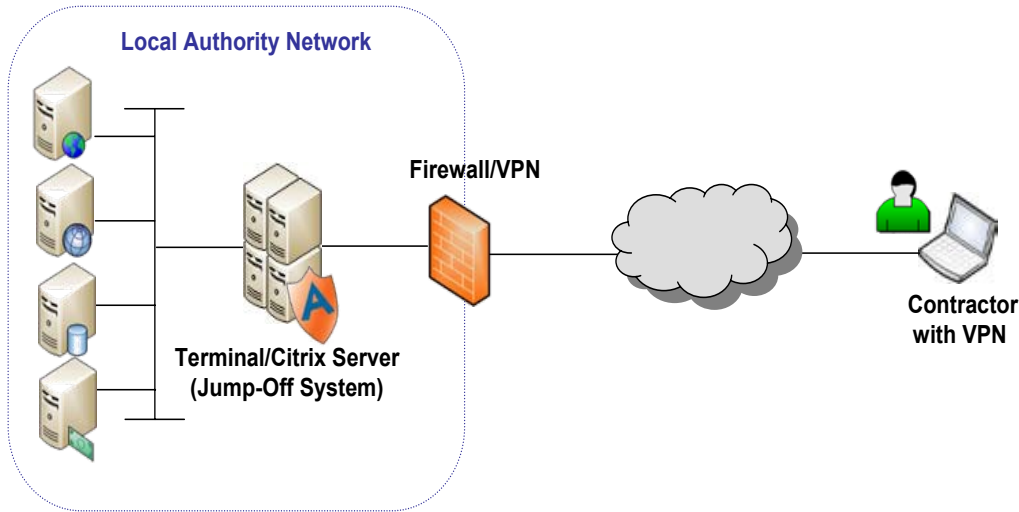 Local Authority Network
Firewall/VPN
A
Terminal/Citrix Server
(Jump-Off System)
Contractor
with VPN